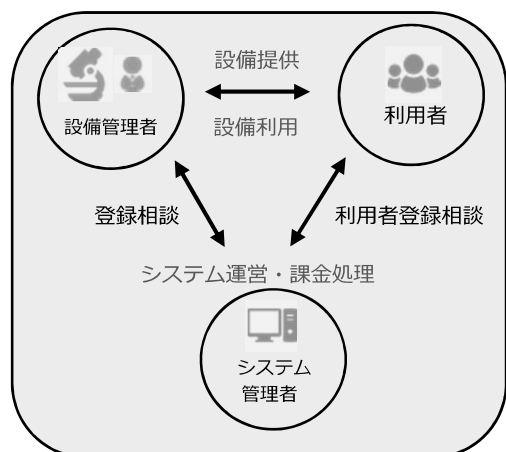 設備提供
設備管理者
設備利用
利用者
登録相談
利用者登録相談
システム運営・課金処理
システム
管理者